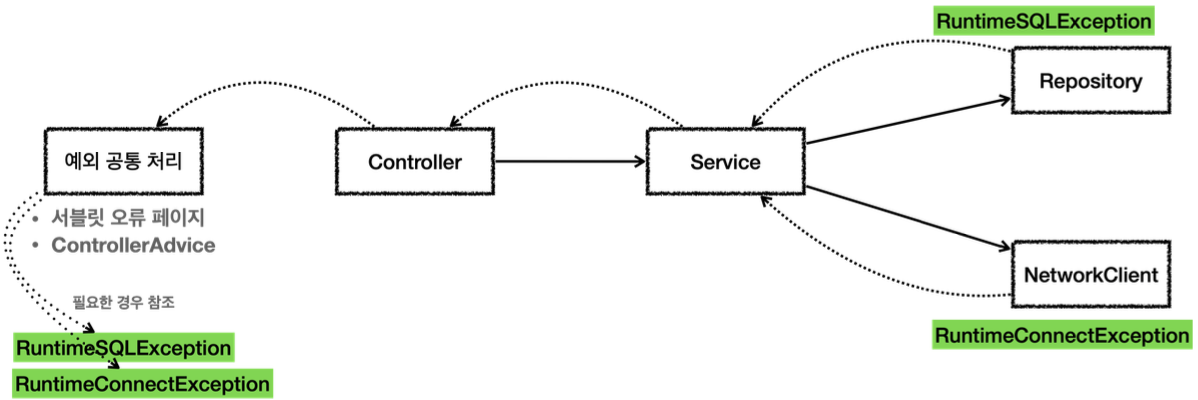 RuntimeSQLException
Repository
예외 공통 처리
Controller
Service
서블릿 오류 페이지
ControllerAdvice
NetworkClient
필요한 경우 참조
RuntimeConnectException
RuntimeSQLException
RuntimeConnectException